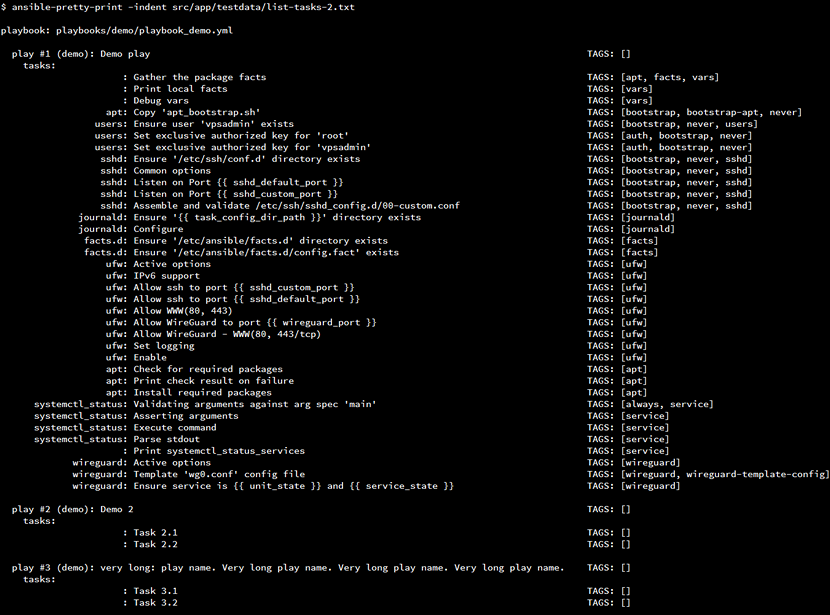 $ ansible-pretty-print -indent src/app/testdata/list-tasks-2.txt
playbook: playbooks/demo/playbook_demo.yml
play #1 (demo): Demo play TAGS: []
tasks:
: Gather the package facts TAGS: [apt, facts, vars]
: Print local facts TAGS: [vars]
: Debug vars TAGS: [vars]
apt: Copy 'apt_bootstrap.sh' TAGS: [bootstrap, bootstrap-apt, never]
users: Ensure user 'vpsadmin' exists TAGS: [bootstrap, never, users]
users: Set exclusive authorized key for 'root' TAGS: [auth, bootstrap, never]
users: Set exclusive authorized key for 'vpsadmin' TAGS: [auth, bootstrap, never]
sshd: Ensure '/etc/ssh/conf.d' directory exists TAGS: [bootstrap, never, sshd]
sshd: Common options TAGS: [bootstrap, never, sshd]
sshd: Listen on Port {{ sshd_default_port }} TAGS: [bootstrap, never, sshd]
sshd: Listen on Port {{ sshd_custom_port }} TAGS: [bootstrap, never, sshd]
sshd: Assemble and validate /etc/ssh/sshd_config.d/00-custom.conf TAGS: [bootstrap, never, sshd]
journald: Ensure '{{ task_config_dir_path }}' directory exists TAGS: [journald]
journald: Configure TAGS: [journald]
facts.d: Ensure '/etc/ansible/facts.d' directory exists TAGS: [facts]
facts.d: Ensure '/etc/ansible/facts.d/config.fact' exists TAGS: [facts]
ufw: Active options TAGS: [ufw]
ufw: IPv6 support TAGS: [ufw]
ufw: Allow ssh to port {{ sshd_custom_port }} TAGS: [ufw]
ufw: Allow ssh to port {{ sshd_default_port }} TAGS: [ufw]
ufw: Allow WWW(80, 443) TAGS: [ufw]
ufw: Allow WireGuard to port {{ wireguard_port }} TAGS: [ufw]
ufw: Allow WireGuard - WWW(80, 443/tcp) TAGS: [ufw]
ufw: Set logging TAGS: [ufw]
ufw: Enable TAGS: [ufw]
apt: Check for required packages TAGS: [apt]
apt: Print check result on failure TAGS: [apt]
apt: Install required packages TAGS: [apt]
systemctl_status: Validating arguments against arg spec 'main' TAGS: [always, service]
systemctl_status: Asserting arguments TAGS: [service]
systemctl_status: Execute command TAGS: [service]
systemctl_status: Parse stdout TAGS: [service]
: Print systemctl_status_services TAGS: [service]
wireguard: Active options TAGS: [wireguard]
wireguard: Template 'wg0.conf' config file TAGS: [wireguard, wireguard-template-config]
wireguard: Ensure service is {{ unit_state }} and {{ service_state }} TAGS: [wireguard]
play #2 (demo): Demo 2 TAGS: []
tasks:
: Task 2.1 TAGS: []
: Task 2.2 TAGS: []
play #3 (demo): very long: play name. Very long play name. Very long play name. Very long play name. TAGS: []
tasks:
: Task 3.1 TAGS: []
: Task 3.2 TAGS: []